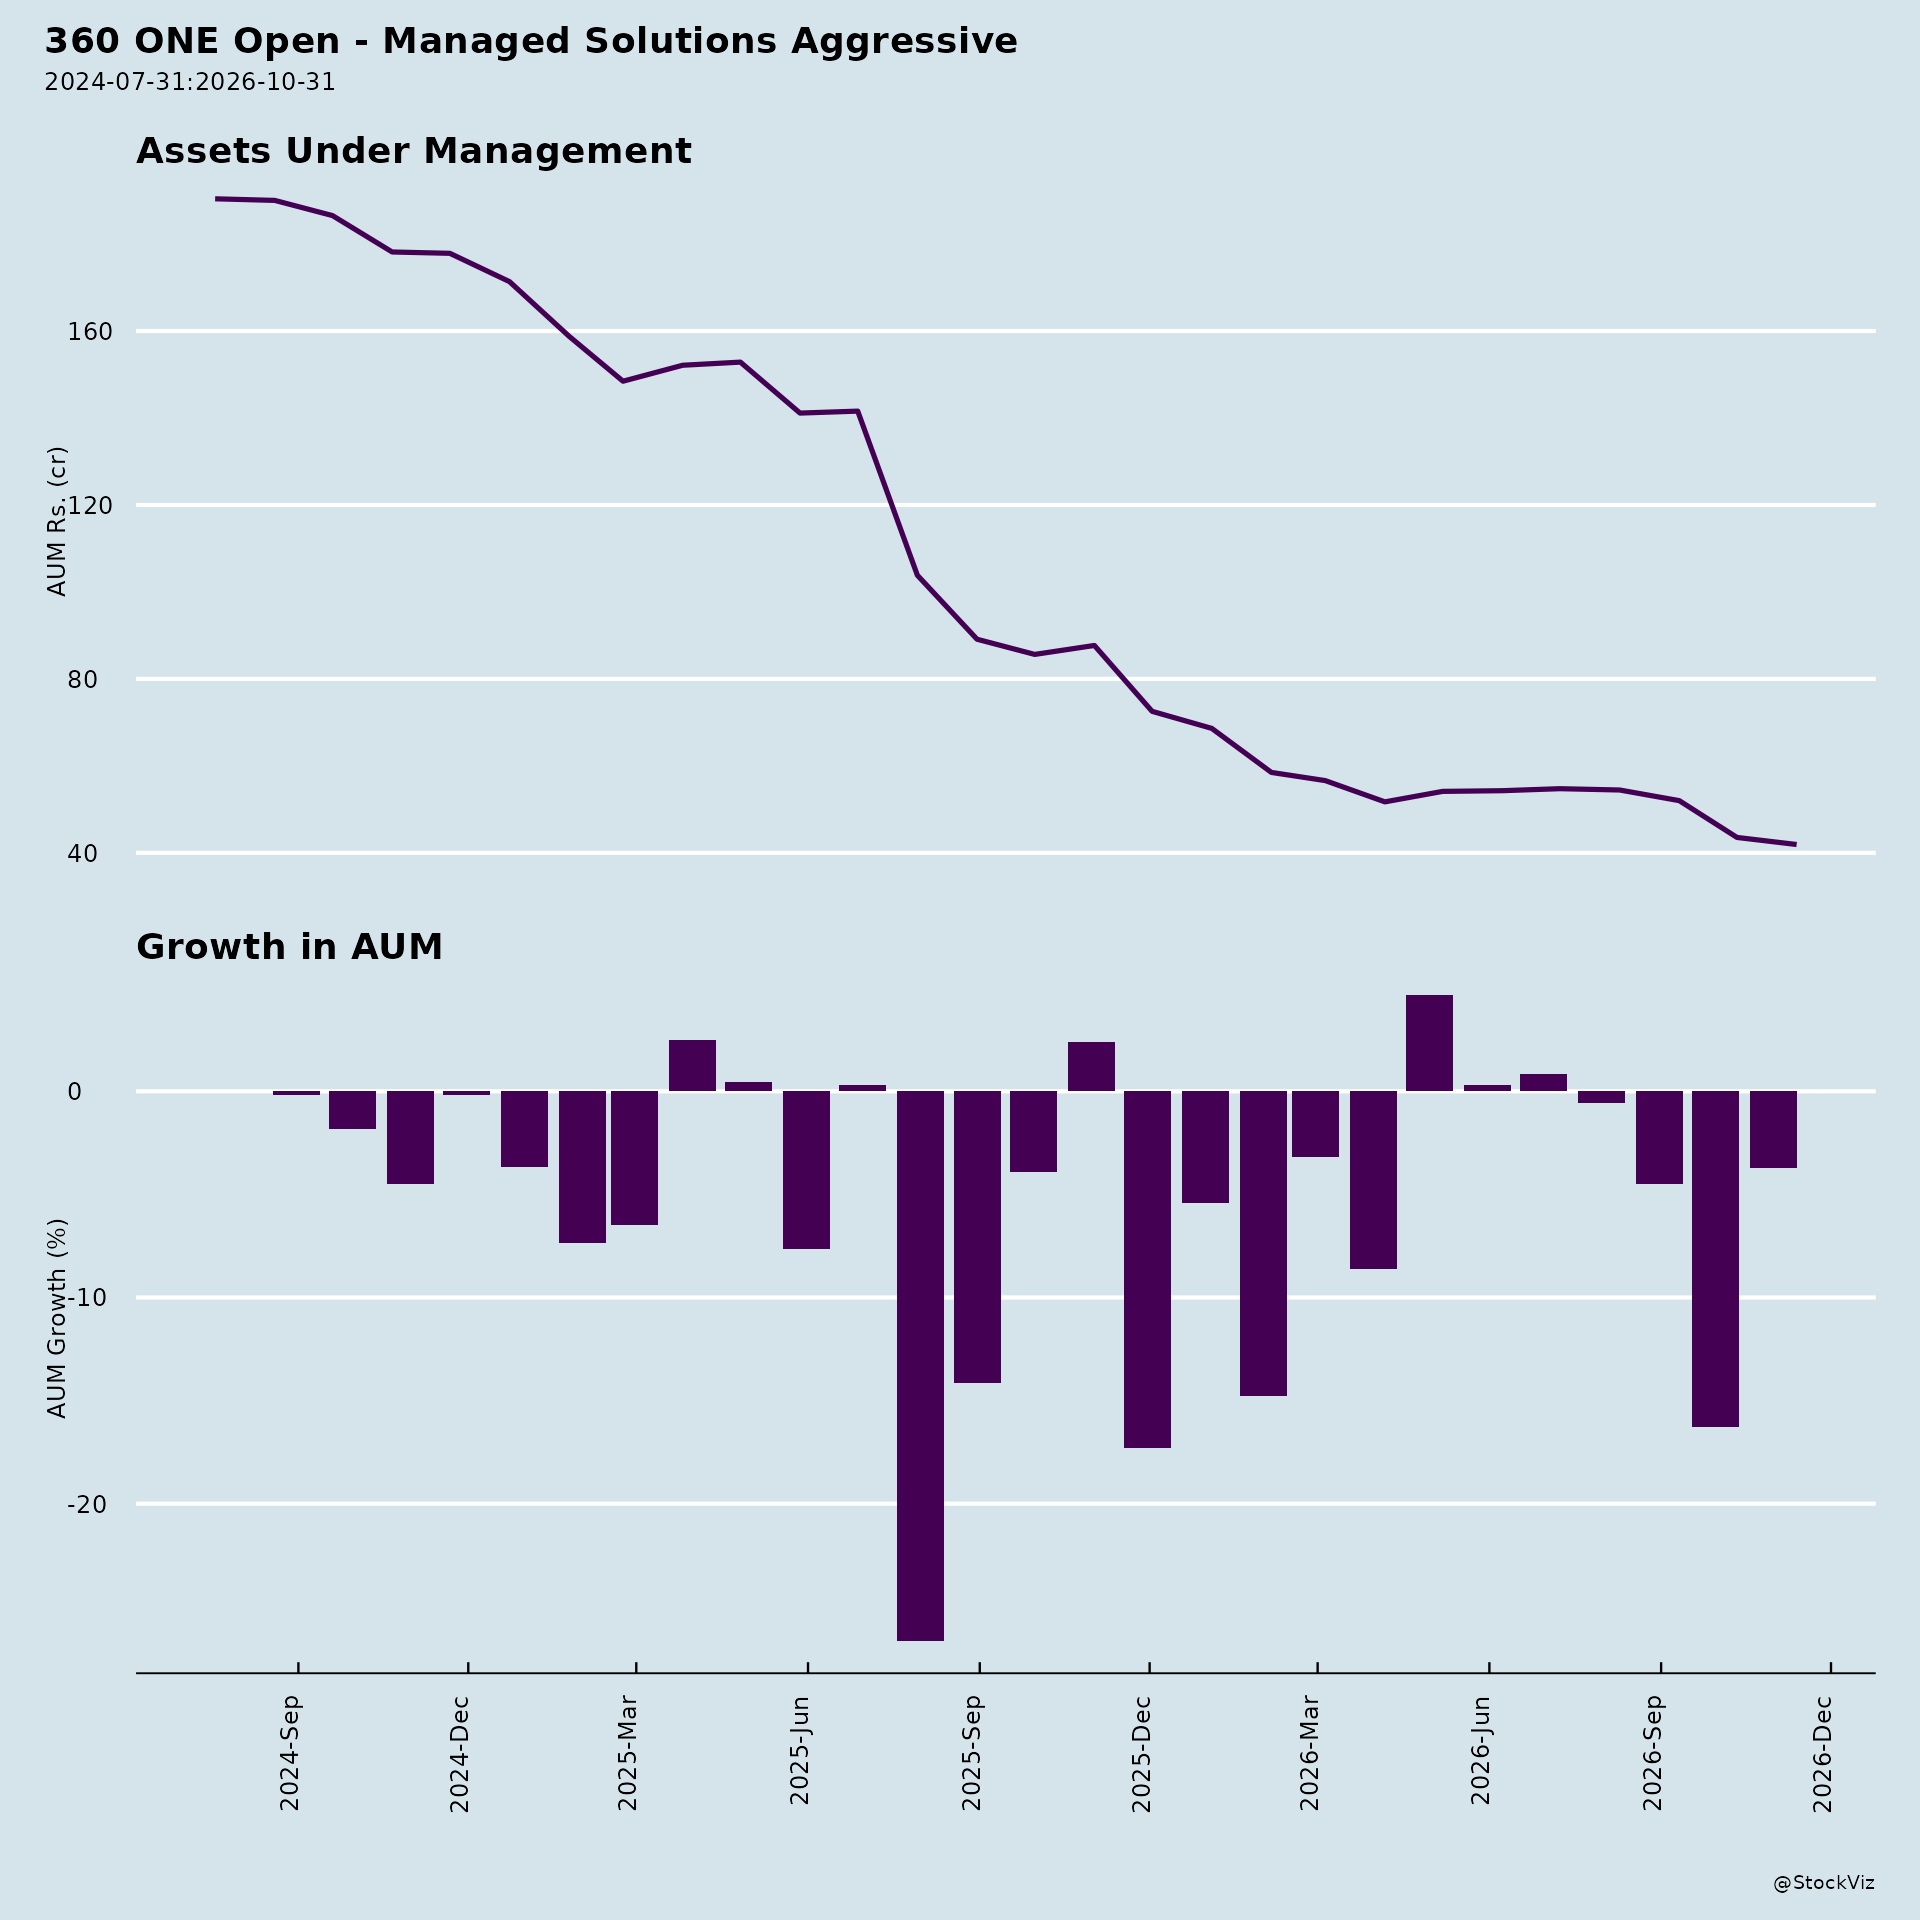 360 ONE Open - Managed Solutions Aggressive
2024-07-31:2026-10-31
Assets Under Management
AUM Rs. (cr)
160
120
80
40
Growth in AUM
AUM Growth (%)
0
-10
-20
2024-Sep
2024-Dec
2025-Mar
2025-Jun
2025-Sep
2025-Dec
2026-Mar
2026-Jun
2026-Sep
2026-Dec
@StockViz